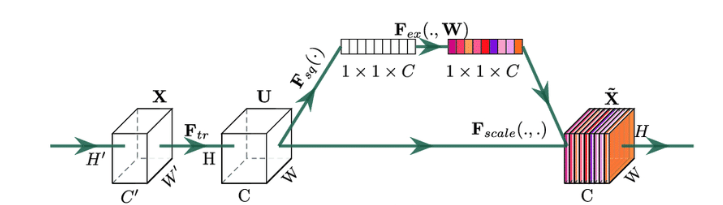 F_ex(., W)
F_sq(·)
1 × 1 × C
1 × 1 × C
X
U
X̃
F_tr
F_scale(., .)
H′
H
H
W′
W
W
C′
C
C